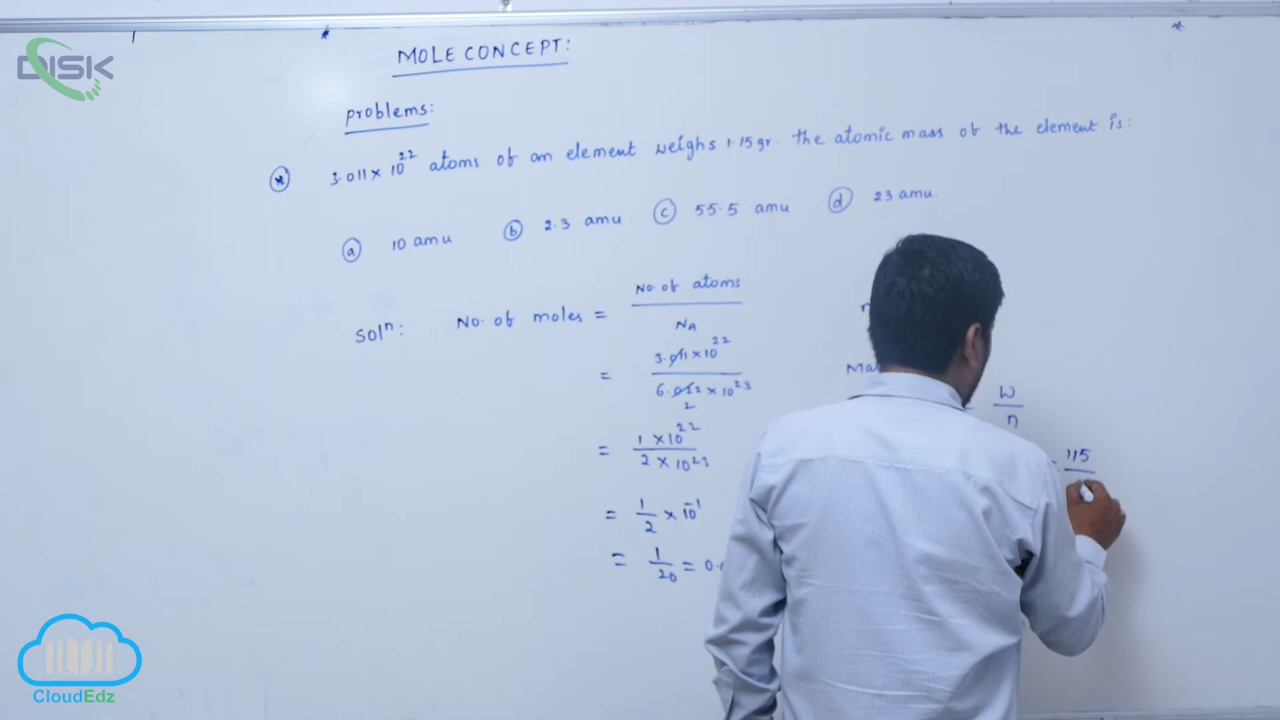 DISK
MOLE CONCEPT:
problems:
* 3.011 × 10²² atoms of an element weighs 1.15 gr. The atomic mass of the element is:
(a) 10 amu (b) 2.3 amu (c) 55.5 amu (d) 23 amu.
Solⁿ: No. of moles = No. of atoms / NA
= 3.011 × 10²² / 6.022 × 10²³
2
= 1 × 10²² / 2 × 10²³
= 1/2 × 10⁻¹
= 1/20 = 0.
W / n
115
CloudEdz